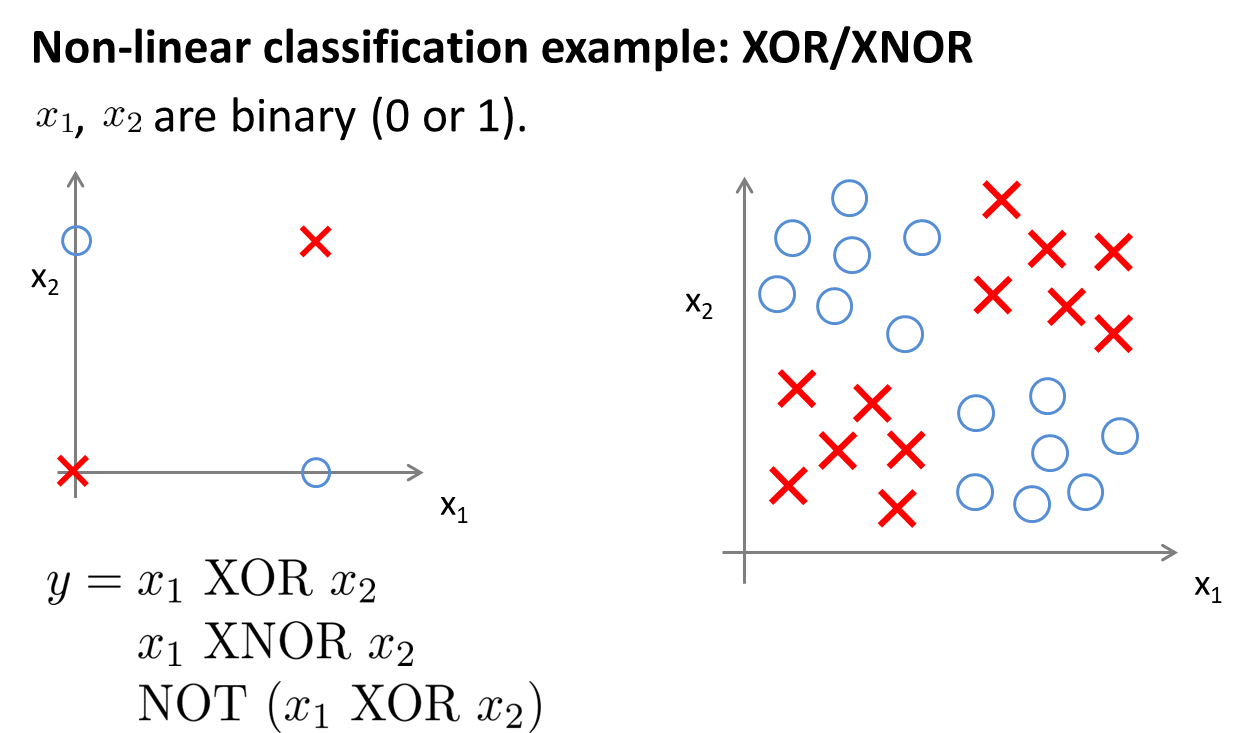 Non-linear classification example: XOR/XNOR
x₁, x₂ are binary (0 or 1).
x₂
x₁
x₂
x₁
y = x₁ XOR x₂
x₁ XNOR x₂
NOT (x₁ XOR x₂)